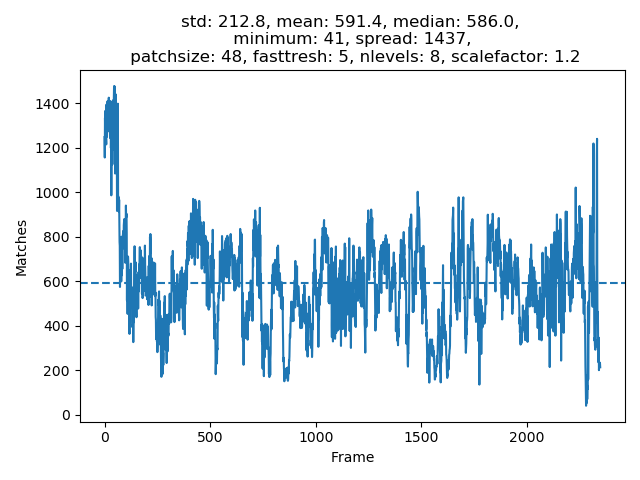 std: 212.8, mean: 591.4, median: 586.0,
minimum: 41, spread: 1437,
patchsize: 48, fasttresh: 5, nlevels: 8, scalefactor: 1.2
1400
1200
1000
800
600
400
200
0
Matches
0 500 1000 1500 2000
Frame